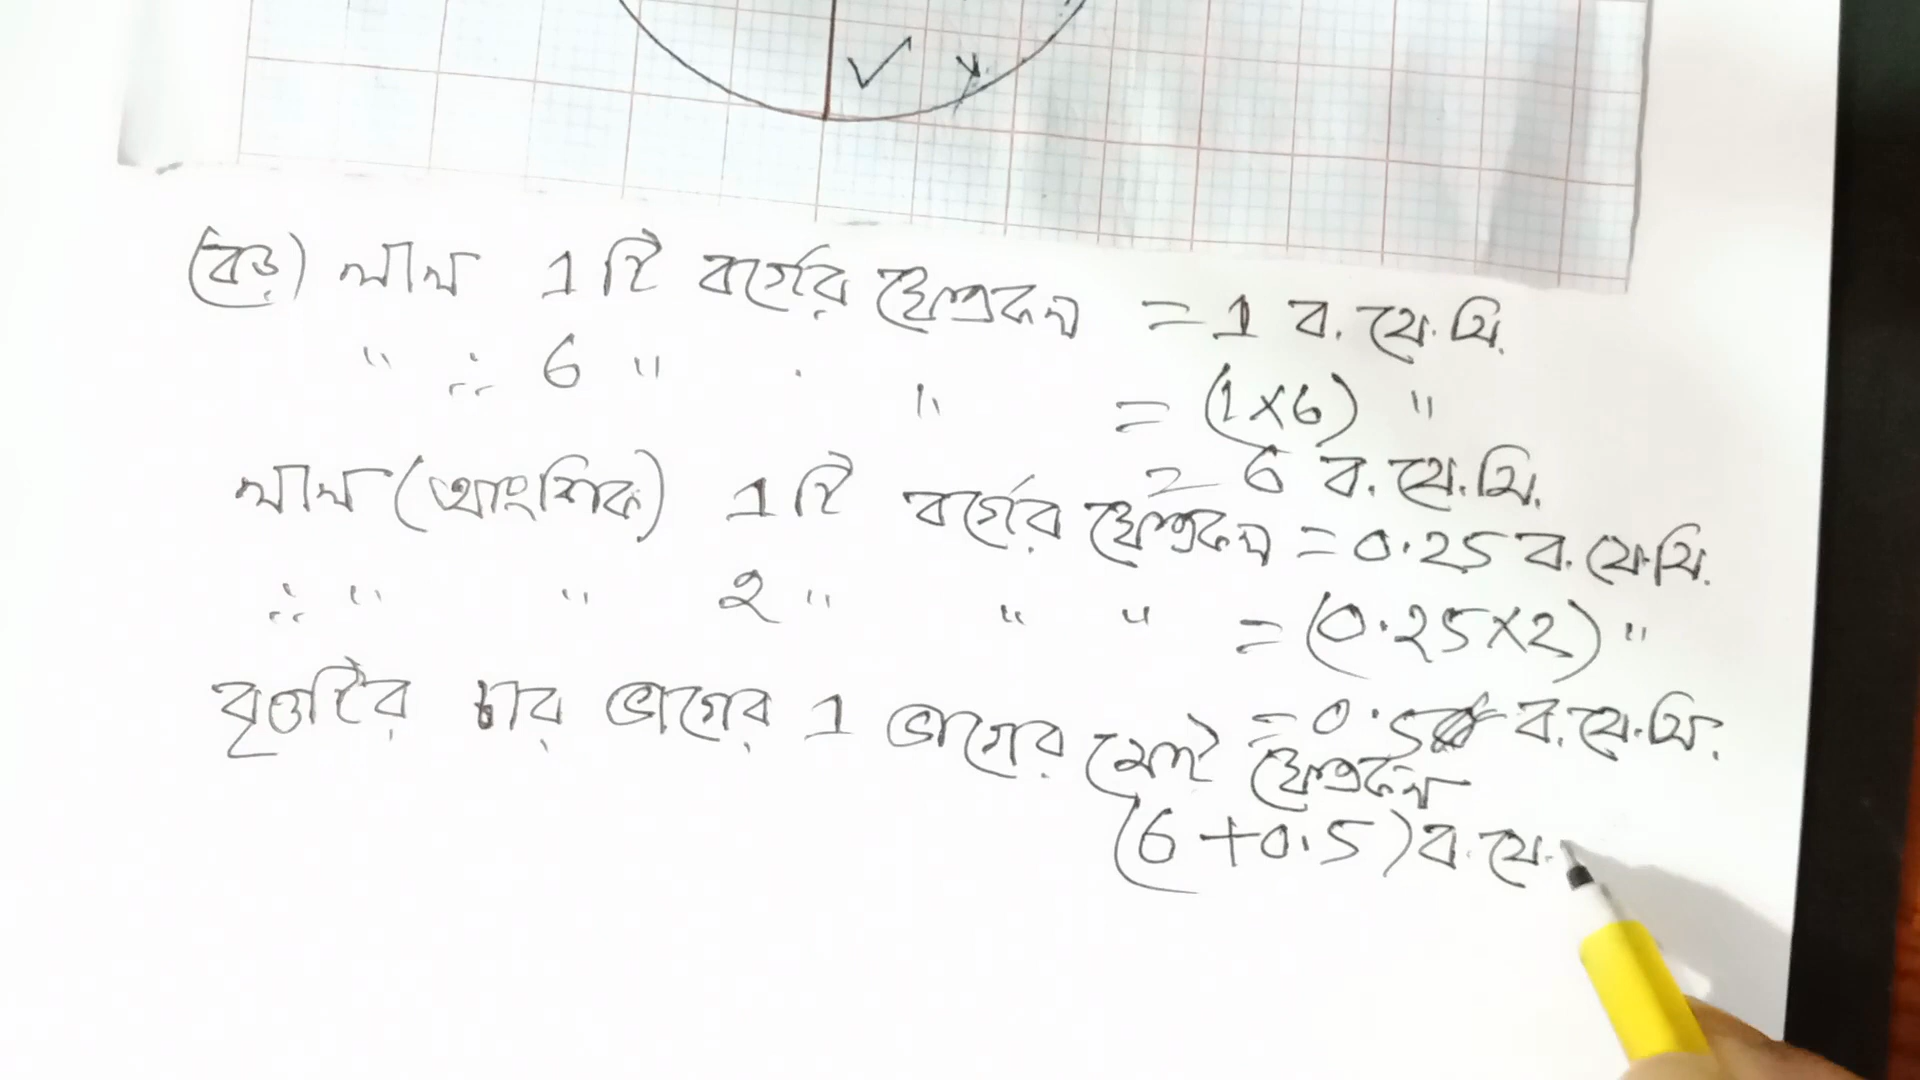 (বড়) লাল 1টি বর্গের ক্ষেত্রফল = 1 ব. সে. মি.
" ∴ 6 " " = (1×6) "
= 6 ব. সে. মি.
লাল (আংশিক) 1টি বর্গের ক্ষেত্রফল = 0.25 ব. সে. মি.
∴ " " 2 " " " = (0.25×2) "
= 0.5 ব. সে. মি.
বৃত্তটির চার ভাগের 1 ভাগের মোট ক্ষেত্রফল
(6+0.5) ব. সে.